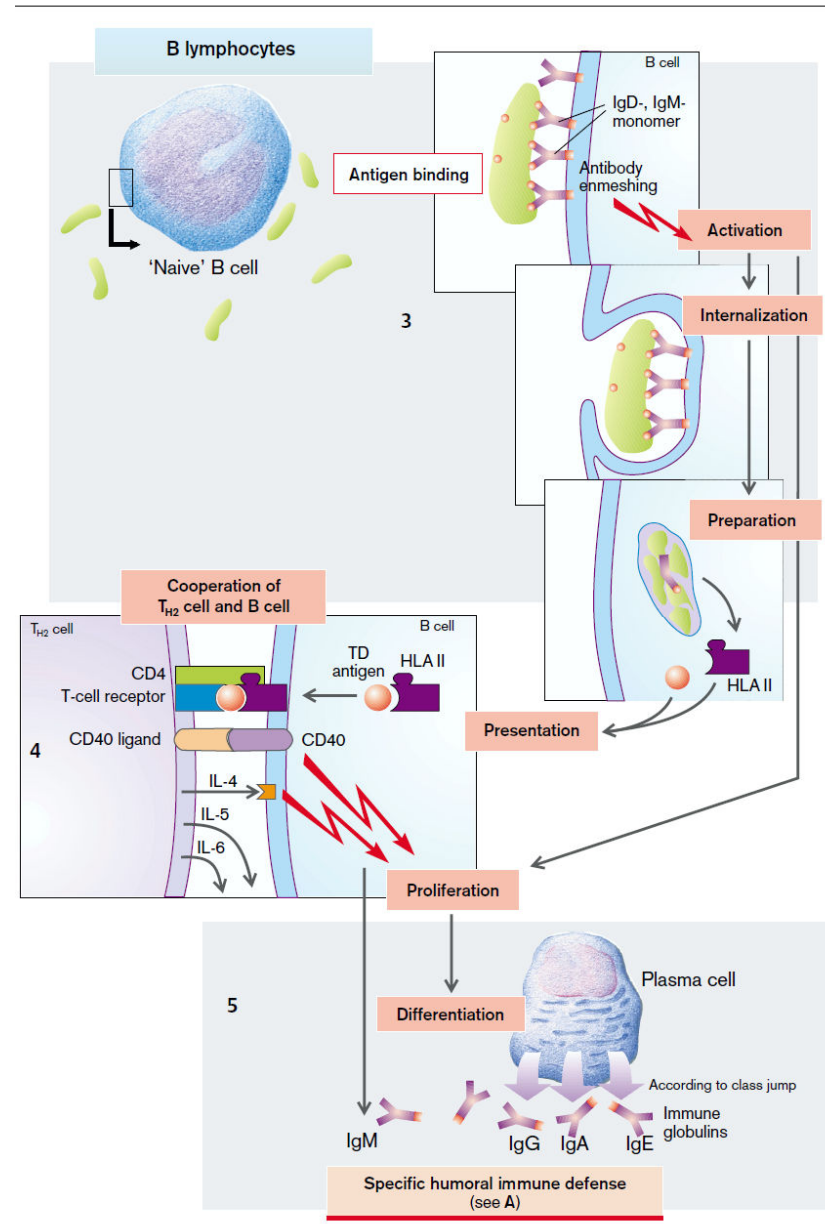 B lymphocytes
B cell
IgD-, IgM-
monomer
Antigen binding
Antibody
enmeshing
Activation
'Naive' B cell
Internalization
3
Preparation
Cooperation of
TH2 cell and B cell
TH2 cell
B cell
CD4
T-cell receptor
TD
antigen
HLA II
HLA II
Presentation
CD40 ligand
CD40
4
IL-4
IL-5
IL-6
Proliferation
5
Plasma cell
Differentiation
According to class jump
Immune
globulins
IgM
IgG
IgA
IgE
Specific humoral immune defense
(see A)